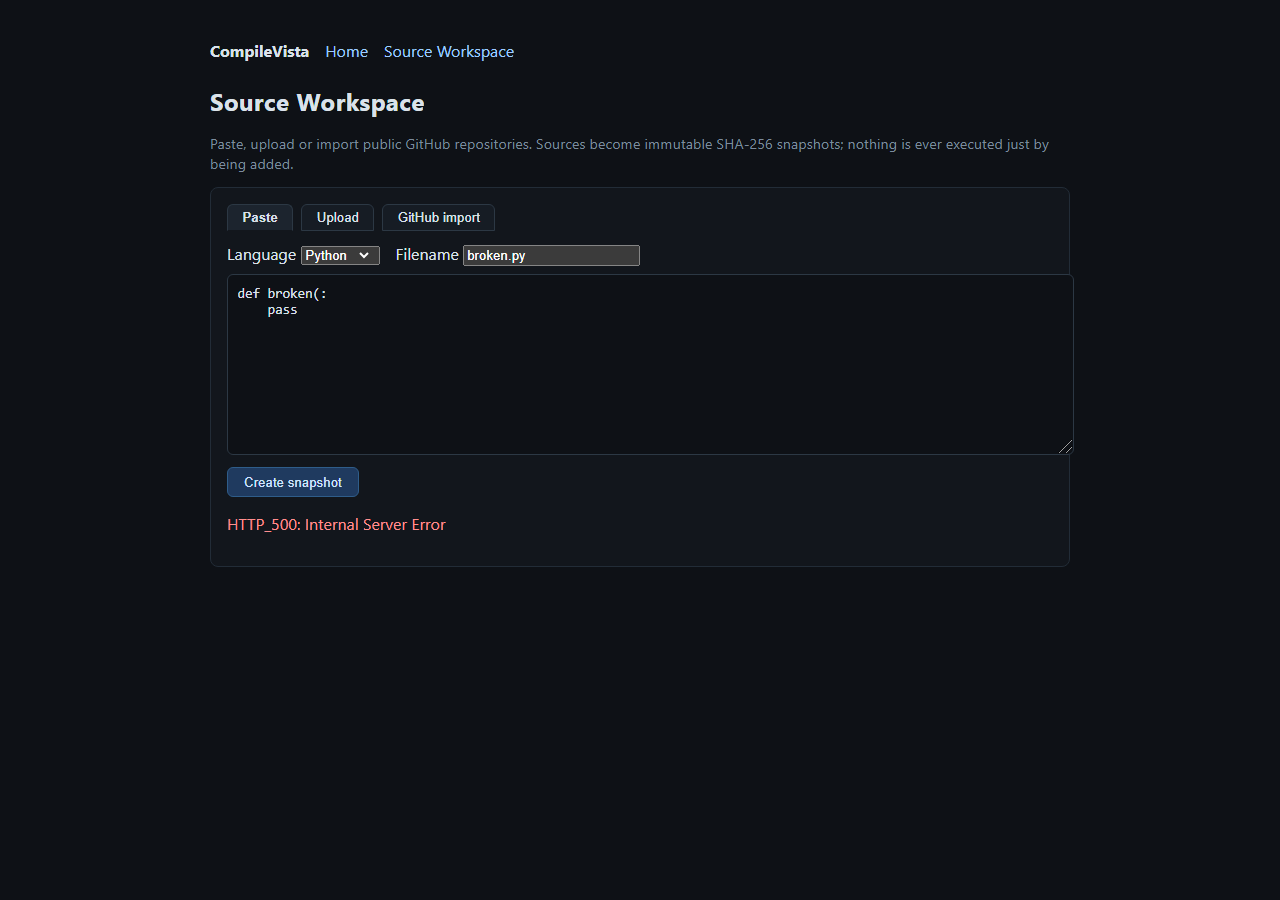 CompileVista Home Source Workspace
Source Workspace
Paste, upload or import public GitHub repositories. Sources become immutable SHA-256 snapshots; nothing is ever executed just by
being added.
Paste Upload GitHub import
Language Python Filename broken.py
def broken(:
    pass
Create snapshot
HTTP_500: Internal Server Error